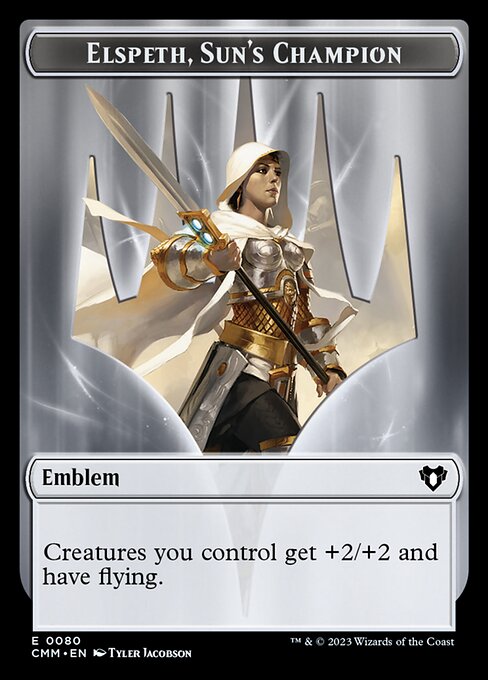 Elspeth, Sun's Champion
Emblem
Creatures you control get +2/+2 and
have flying.
E 0080
CMM • EN Tyler Jacobson
™ & © 2023 Wizards of the Coast